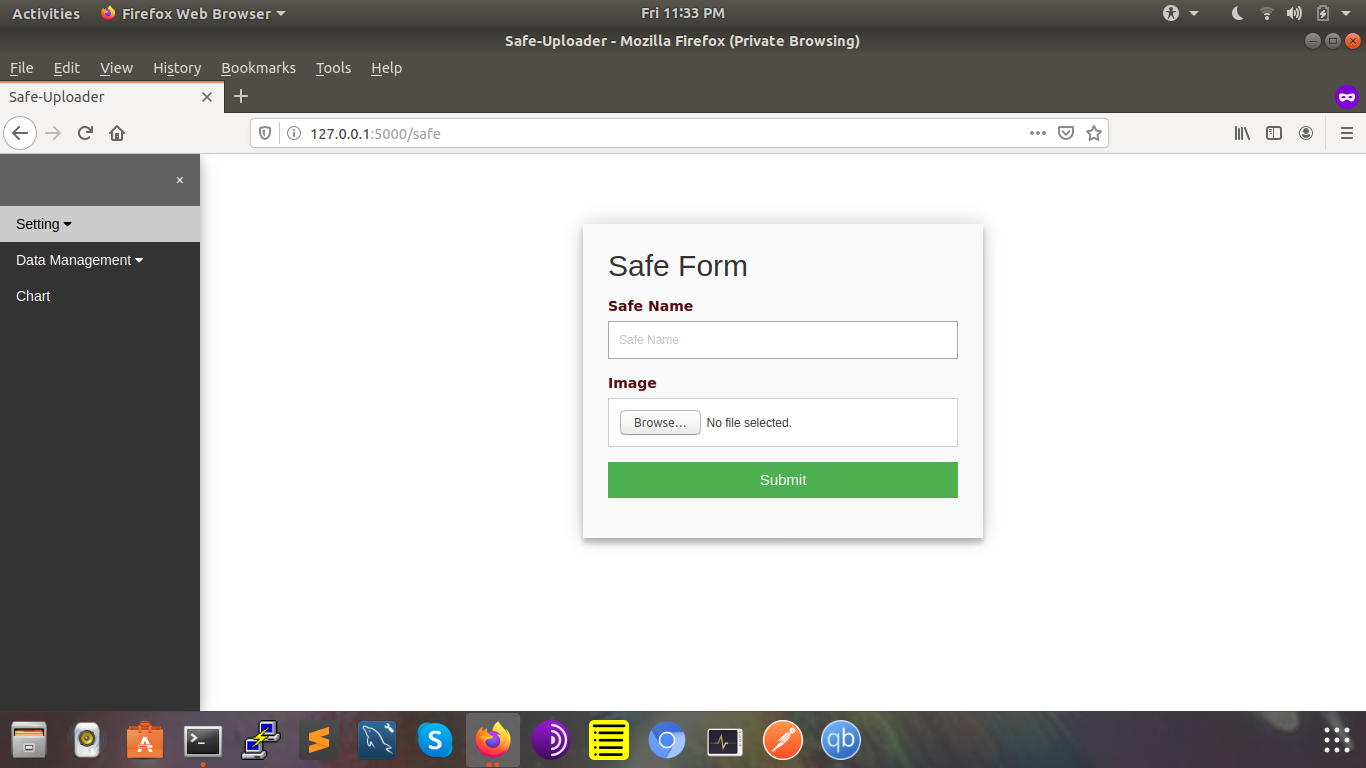 Activities Firefox Web Browser Fri 11:33 PM
Safe-Uploader - Mozilla Firefox (Private Browsing)
File Edit View History Bookmarks Tools Help
Safe-Uploader
127.0.0.1:5000/safe
×
Setting
Data Management
Chart
Safe Form
Safe Name
Safe Name
Image
Browse... No file selected.
Submit
S
qb